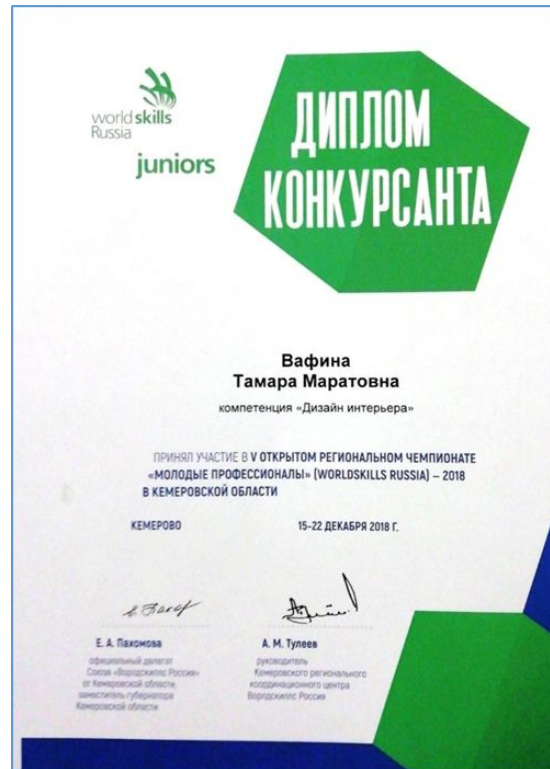 world skills
Russia
juniors
ДИПЛОМ
КОНКУРСАНТА
Вафина
Тамара Маратовна
компетенция «Дизайн интерьера»
ПРИНЯЛ УЧАСТИЕ В V ОТКРЫТОМ РЕГИОНАЛЬНОМ ЧЕМПИОНАТЕ
«МОЛОДЫЕ ПРОФЕССИОНАЛЫ» (WORLDSKILLS RUSSIA) – 2018
В КЕМЕРОВСКОЙ ОБЛАСТИ
КЕМЕРОВО
15-22 ДЕКАБРЯ 2018 Г.
Е. А. Пахомова
официальный делегат
Союза «Ворлдскиллс Россия»
от Кемеровской области,
заместитель губернатора
Кемеровской области
А. М. Тулеев
руководитель
Кемеровского регионального
координационного центра
Ворлдскиллс Россия